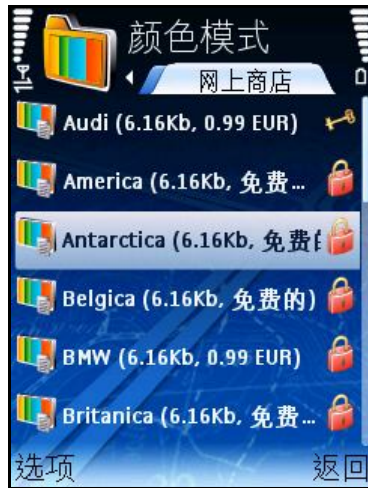 颜色模式
网上商店
Audi (6.16Kb, 0.99 EUR)
America (6.16Kb, 免费...
Antarctica (6.16Kb, 免费
Belgica (6.16Kb, 免费的)
BMW (6.16Kb, 0.99 EUR)
Britanica (6.16Kb, 免费...
选项
返回